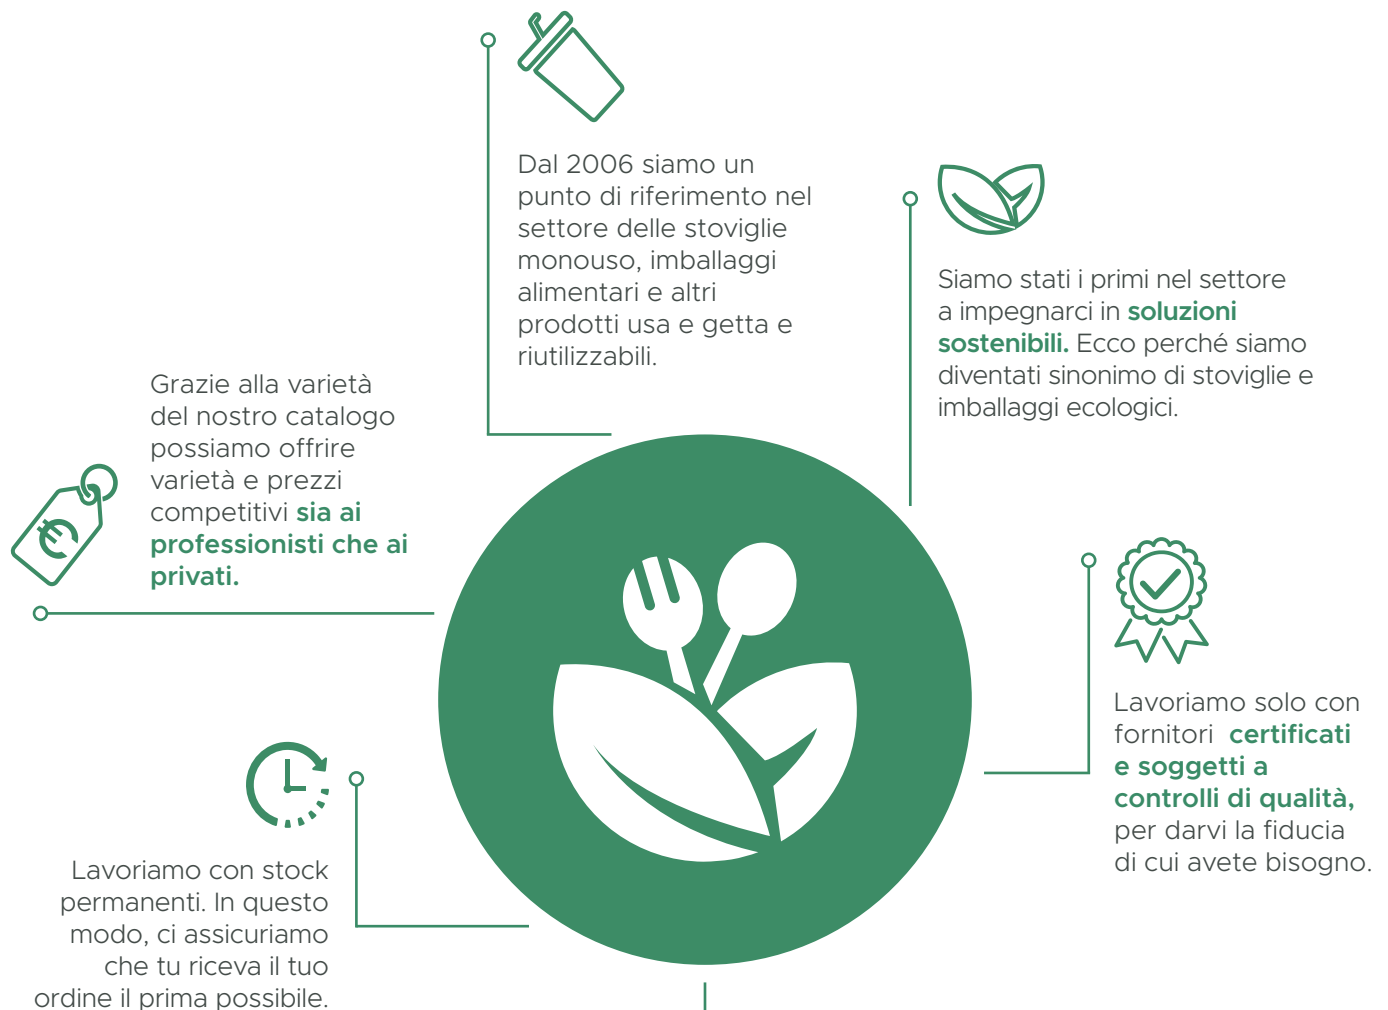 Dal 2006 siamo un
punto di riferimento nel
settore delle stoviglie
monouso, imballaggi
alimentari e altri
prodotti usa e getta e
riutilizzabili.
Siamo stati i primi nel settore
a impegnarci in soluzioni
sostenibili. Ecco perché siamo
diventati sinonimo di stoviglie e
imballaggi ecologici.
Grazie alla varietà
del nostro catalogo
possiamo offrire
varietà e prezzi
competitivi sia ai
professionisti che ai
privati.
Lavoriamo solo con
fornitori certificati
e soggetti a
controlli di qualità,
per darvi la fiducia
di cui avete bisogno.
Lavoriamo con stock
permanenti. In questo
modo, ci assicuriamo
che tu riceva il tuo
ordine il prima possibile.